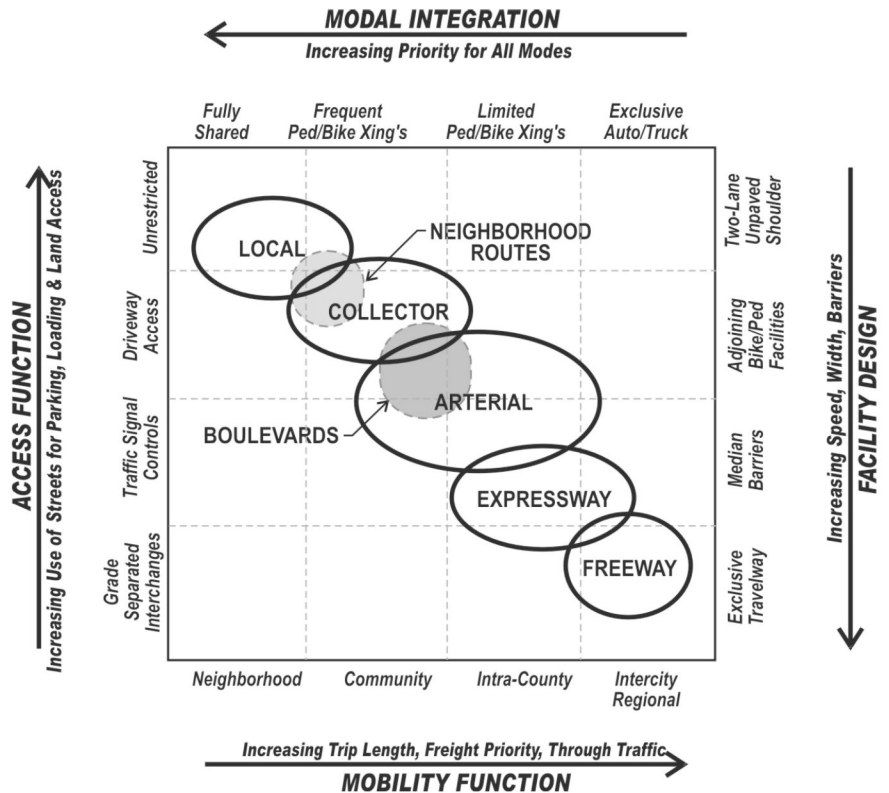 MODAL INTEGRATION
Increasing Priority for All Modes
Fully
Shared
Frequent
Ped/Bike Xing's
Limited
Ped/Bike Xing's
Exclusive
Auto/Truck
ACCESS FUNCTION
Increasing Use of Streets for Parking, Loading & Land Access
Unrestricted
Driveway
Access
Traffic Signal
Controls
Grade
Separated
Interchanges
LOCAL
NEIGHBORHOOD
ROUTES
COLLECTOR
ARTERIAL
BOULEVARDS
EXPRESSWAY
FREEWAY
Two-Lane
Unpaved
Shoulder
Adjoining
Bike/Ped
Facilities
Median
Barriers
Exclusive
Travelway
Increasing Speed, Width, Barriers
FACILITY DESIGN
Neighborhood
Community
Intra-County
Intercity
Regional
Increasing Trip Length, Freight Priority, Through Traffic
MOBILITY FUNCTION